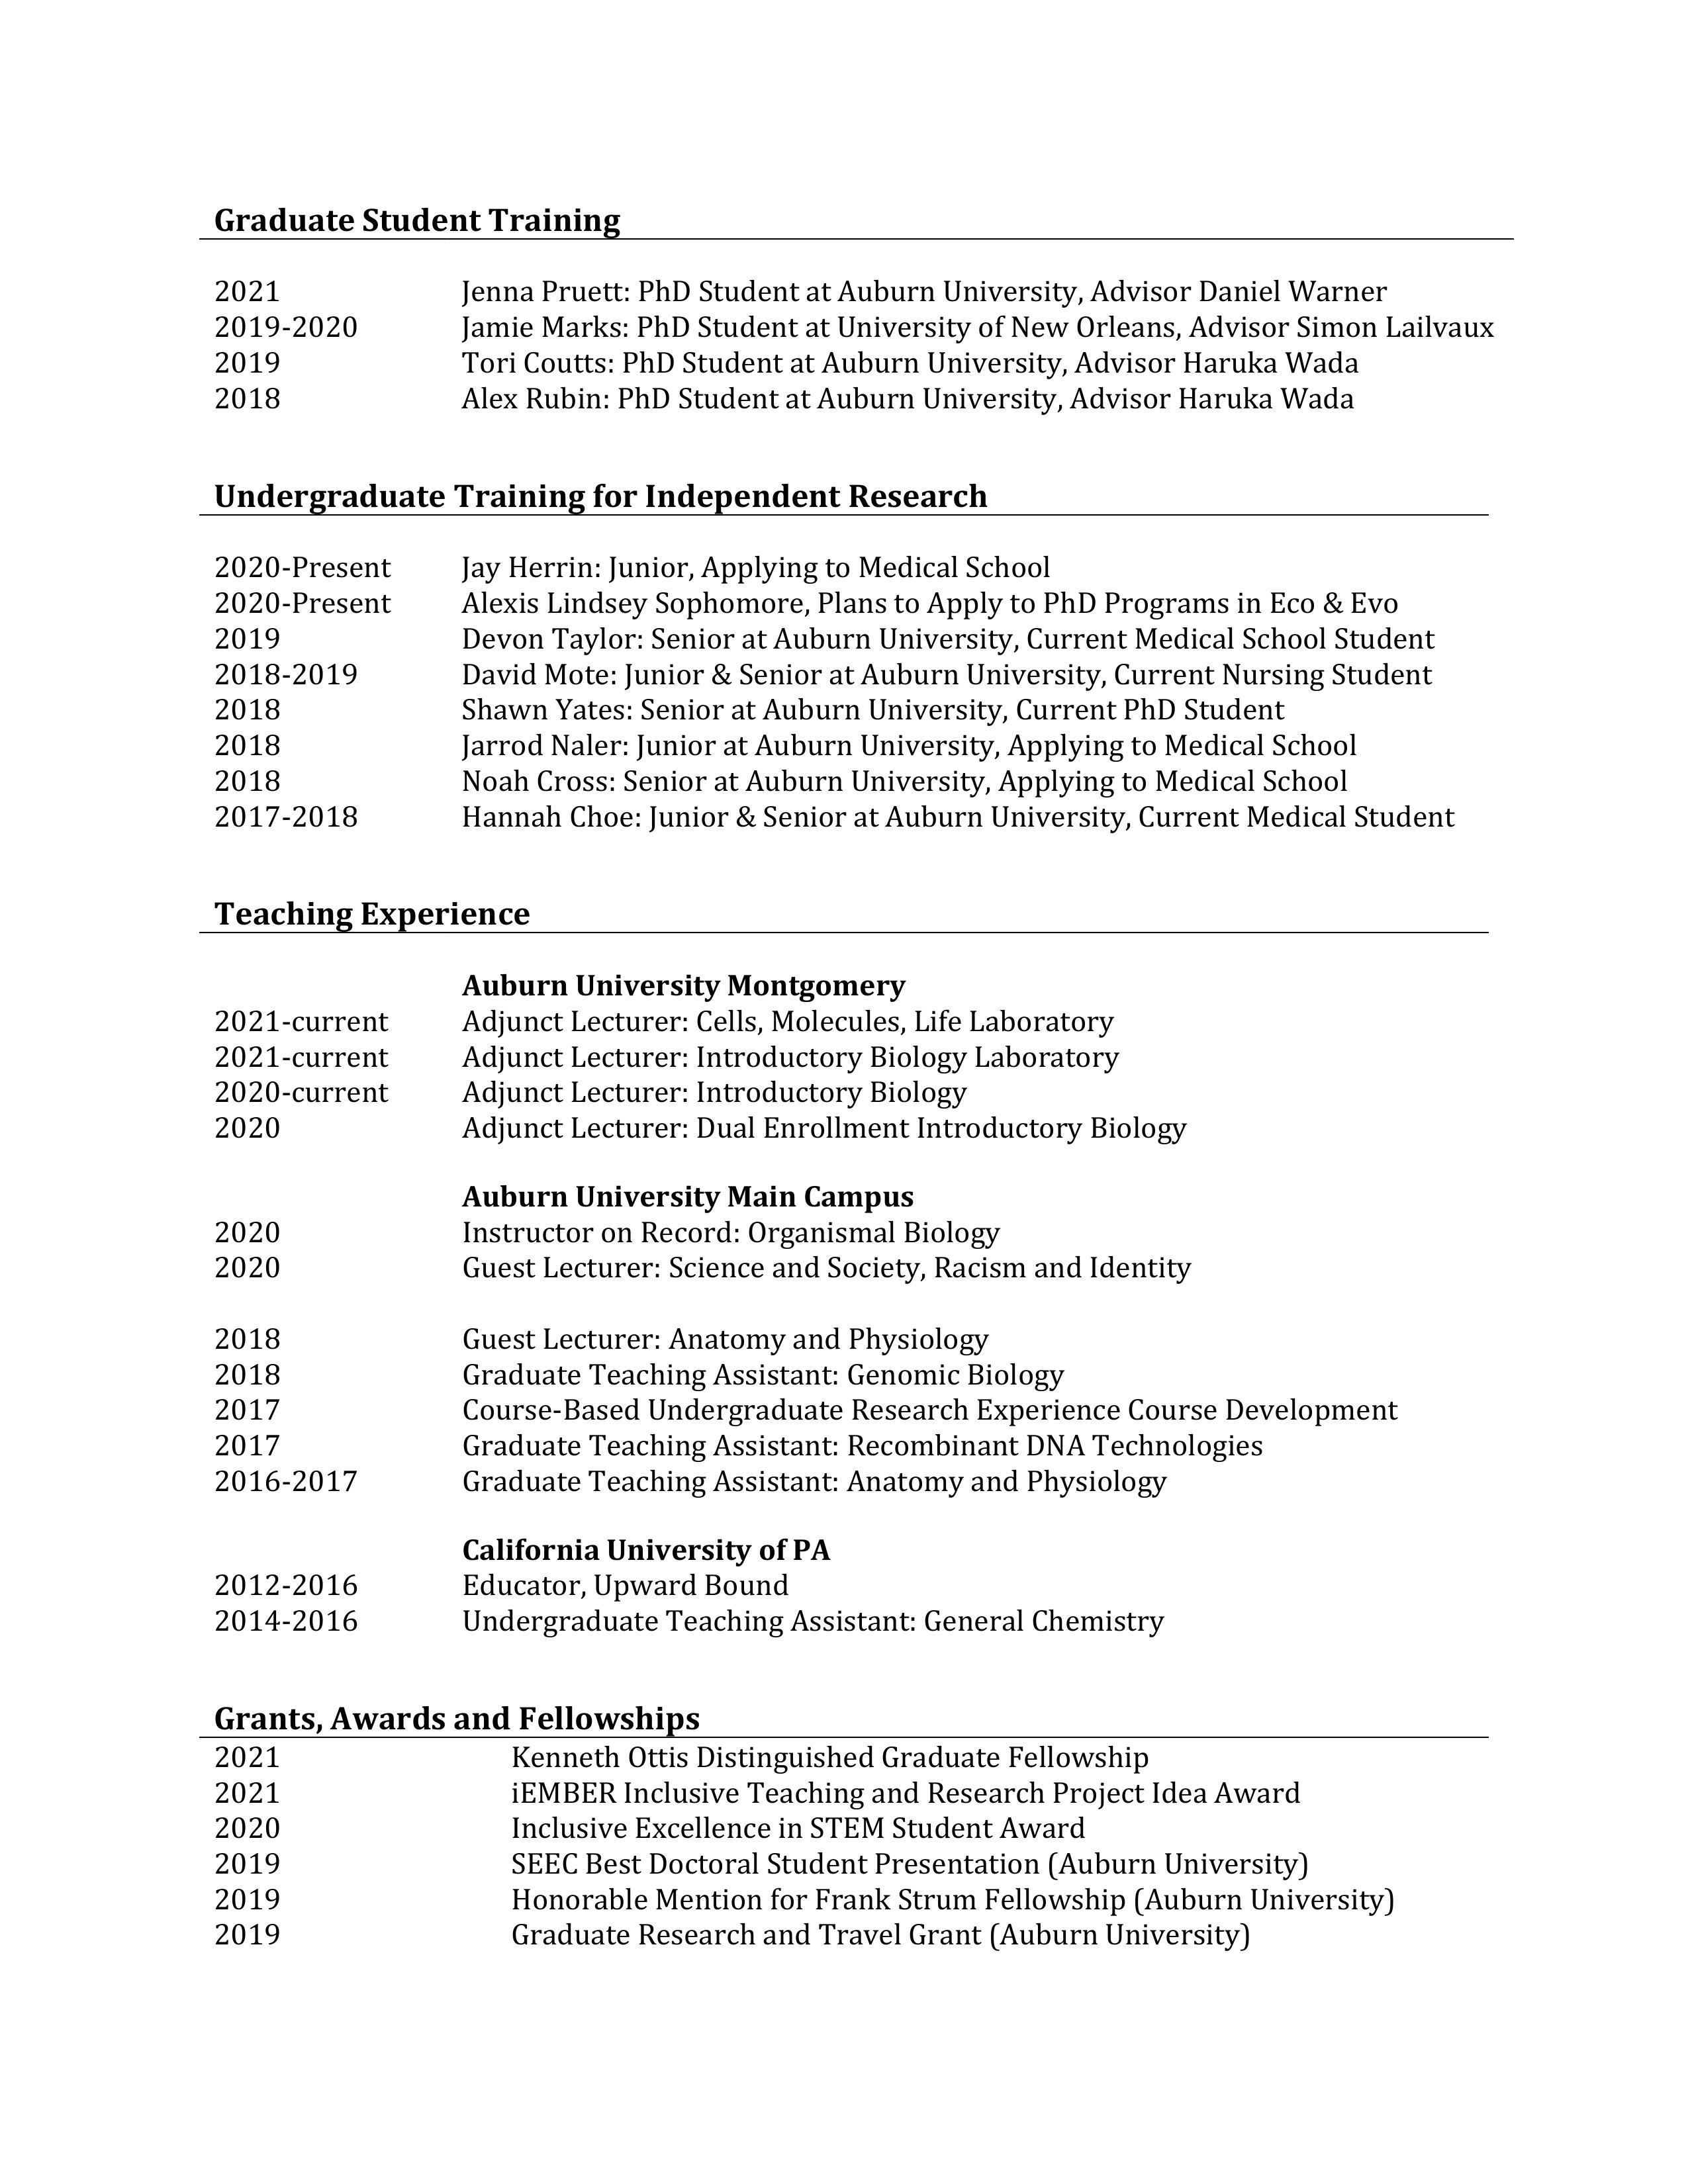 Graduate Student Training
2021 Jenna Pruett: PhD Student at Auburn University, Advisor Daniel Warner
2019-2020 Jamie Marks: PhD Student at University of New Orleans, Advisor Simon Lailvaux
2019 Tori Coutts: PhD Student at Auburn University, Advisor Haruka Wada
2018 Alex Rubin: PhD Student at Auburn University, Advisor Haruka Wada
Undergraduate Training for Independent Research
2020-Present Jay Herrin: Junior, Applying to Medical School
2020-Present Alexis Lindsey Sophomore, Plans to Apply to PhD Programs in Eco & Evo
2019 Devon Taylor: Senior at Auburn University, Current Medical School Student
2018-2019 David Mote: Junior & Senior at Auburn University, Current Nursing Student
2018 Shawn Yates: Senior at Auburn University, Current PhD Student
2018 Jarrod Naler: Junior at Auburn University, Applying to Medical School
2018 Noah Cross: Senior at Auburn University, Applying to Medical School
2017-2018 Hannah Choe: Junior & Senior at Auburn University, Current Medical Student
Teaching Experience
Auburn University Montgomery
2021-current Adjunct Lecturer: Cells, Molecules, Life Laboratory
2021-current Adjunct Lecturer: Introductory Biology Laboratory
2020-current Adjunct Lecturer: Introductory Biology
2020 Adjunct Lecturer: Dual Enrollment Introductory Biology
Auburn University Main Campus
2020 Instructor on Record: Organismal Biology
2020 Guest Lecturer: Science and Society, Racism and Identity
2018 Guest Lecturer: Anatomy and Physiology
2018 Graduate Teaching Assistant: Genomic Biology
2017 Course-Based Undergraduate Research Experience Course Development
2017 Graduate Teaching Assistant: Recombinant DNA Technologies
2016-2017 Graduate Teaching Assistant: Anatomy and Physiology
California University of PA
2012-2016 Educator, Upward Bound
2014-2016 Undergraduate Teaching Assistant: General Chemistry
Grants, Awards and Fellowships
2021 Kenneth Ottis Distinguished Graduate Fellowship
2021 iEMBER Inclusive Teaching and Research Project Idea Award
2020 Inclusive Excellence in STEM Student Award
2019 SEEC Best Doctoral Student Presentation (Auburn University)
2019 Honorable Mention for Frank Strum Fellowship (Auburn University)
2019 Graduate Research and Travel Grant (Auburn University)